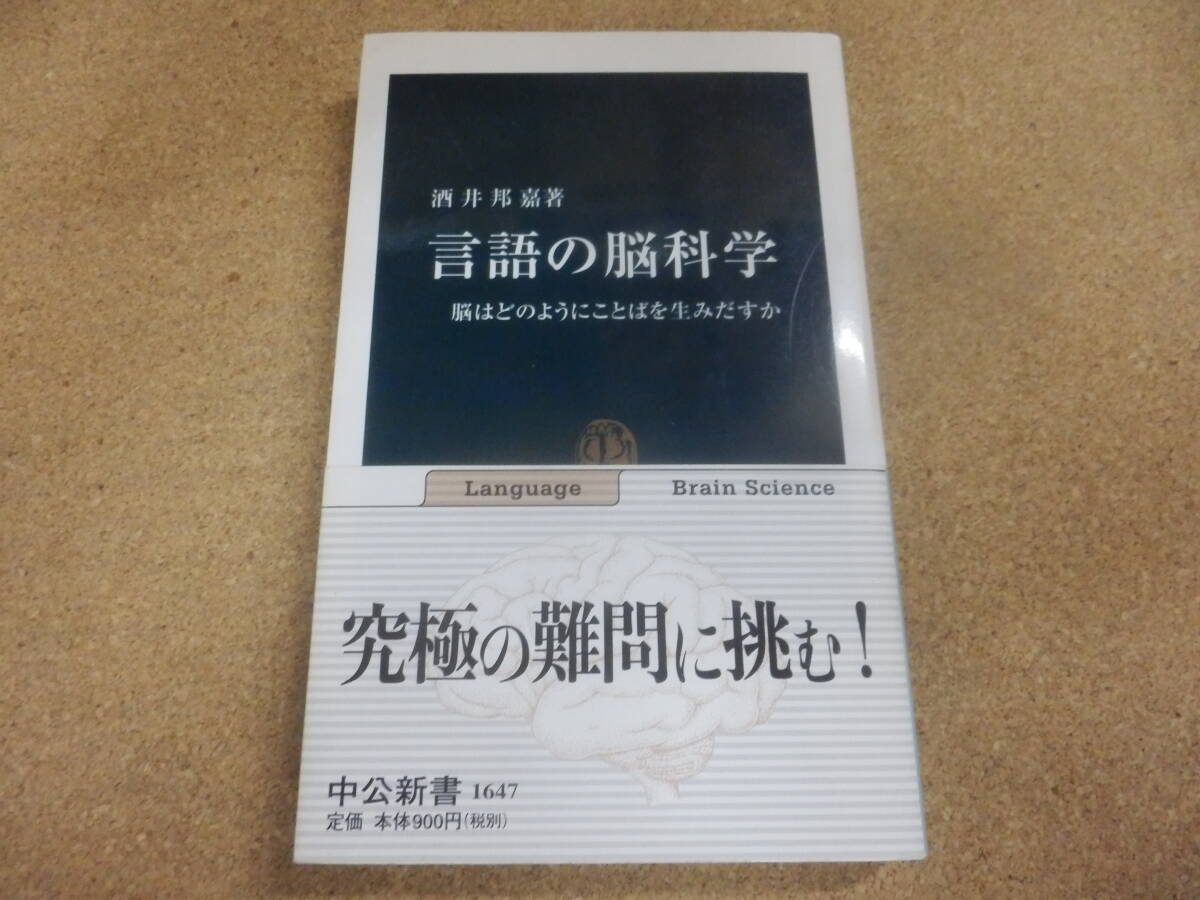 酒井邦嘉著
言語の脳科学
脳はどのようにことばを生みだすか
Language
Brain Science
究極の難問に挑む！
中公新書 1647
定価 本体900円（税別）